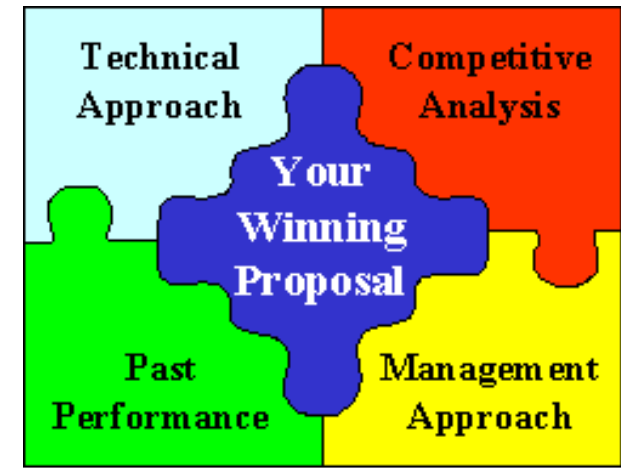 Technical
Approach
Competitive
Analysis
Your
Winning
Proposal
Past
Performance
Management
Approach